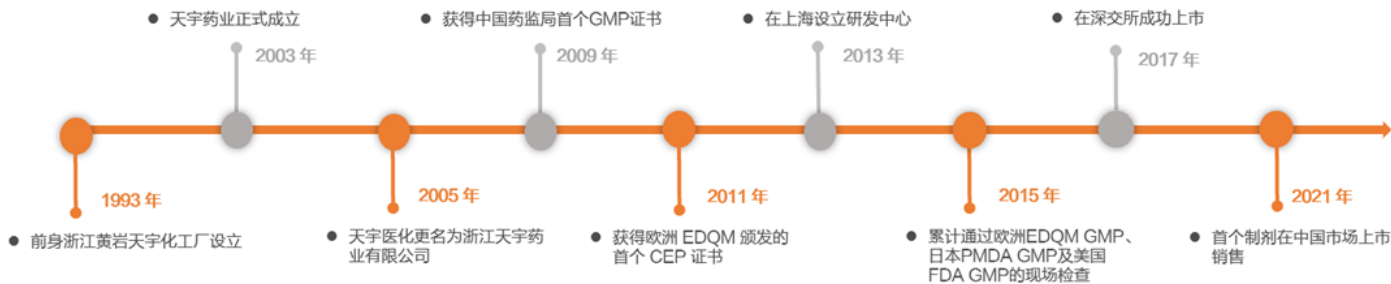 ● 天宇药业正式成立
2003 年
● 获得中国药监局首个GMP证书
2009 年
● 在上海设立研发中心
2013 年
● 在深交所成功上市
2017 年
1993 年
● 前身浙江黄岩天宇化工厂设立
2005 年
● 天宇医化更名为浙江天宇药
业有限公司
2011 年
● 获得欧洲 EDQM 颁发的
首个 CEP 证书
2015 年
● 累计通过欧洲EDQM GMP、
日本PMDA GMP及美国
FDA GMP的现场检查
2021 年
● 首个制剂在中国市场上市
销售